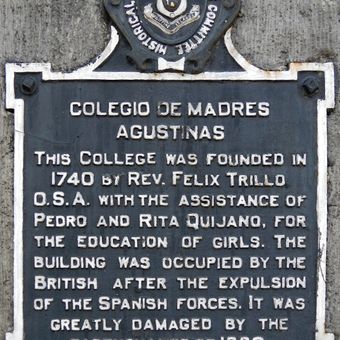 HISTORICAL COMMITTEE
COLEGIO DE MADRES
AGUSTINAS
THIS COLLEGE WAS FOUNDED IN
1740 BY REV. FELIX TRILLO
O.S.A. WITH THE ASSISTANCE OF
PEDRO AND RITA QUIJANO, FOR
THE EDUCATION OF GIRLS. THE
BUILDING WAS OCCUPIED BY THE
BRITISH AFTER THE EXPULSION
OF THE SPANISH FORCES. IT WAS
GREATLY DAMAGED BY THE